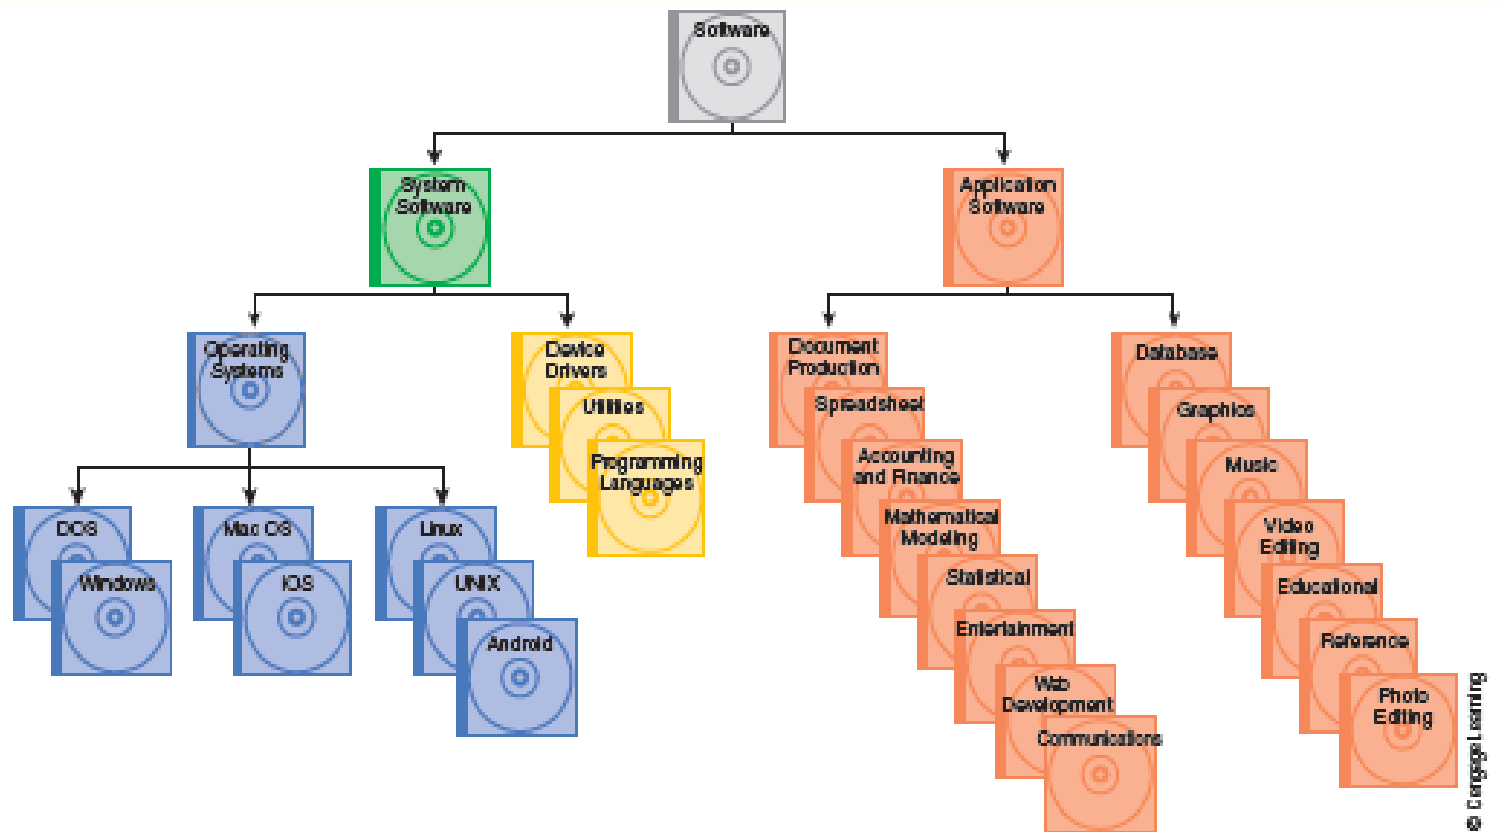 Software
System
Software
Application
Software
Operating
Systems
Device
Drivers
Utilities
Programming
Languages
DOS
Windows
Mac OS
iOS
Linux
UNIX
Android
Document
Production
Spreadsheet
Accounting
and Finance
Mathematical
Modeling
Statistical
Entertainment
Web
Development
Communications
Database
Graphics
Music
Video
Editing
Educational
Reference
Photo
Editing
© Cengage Learning